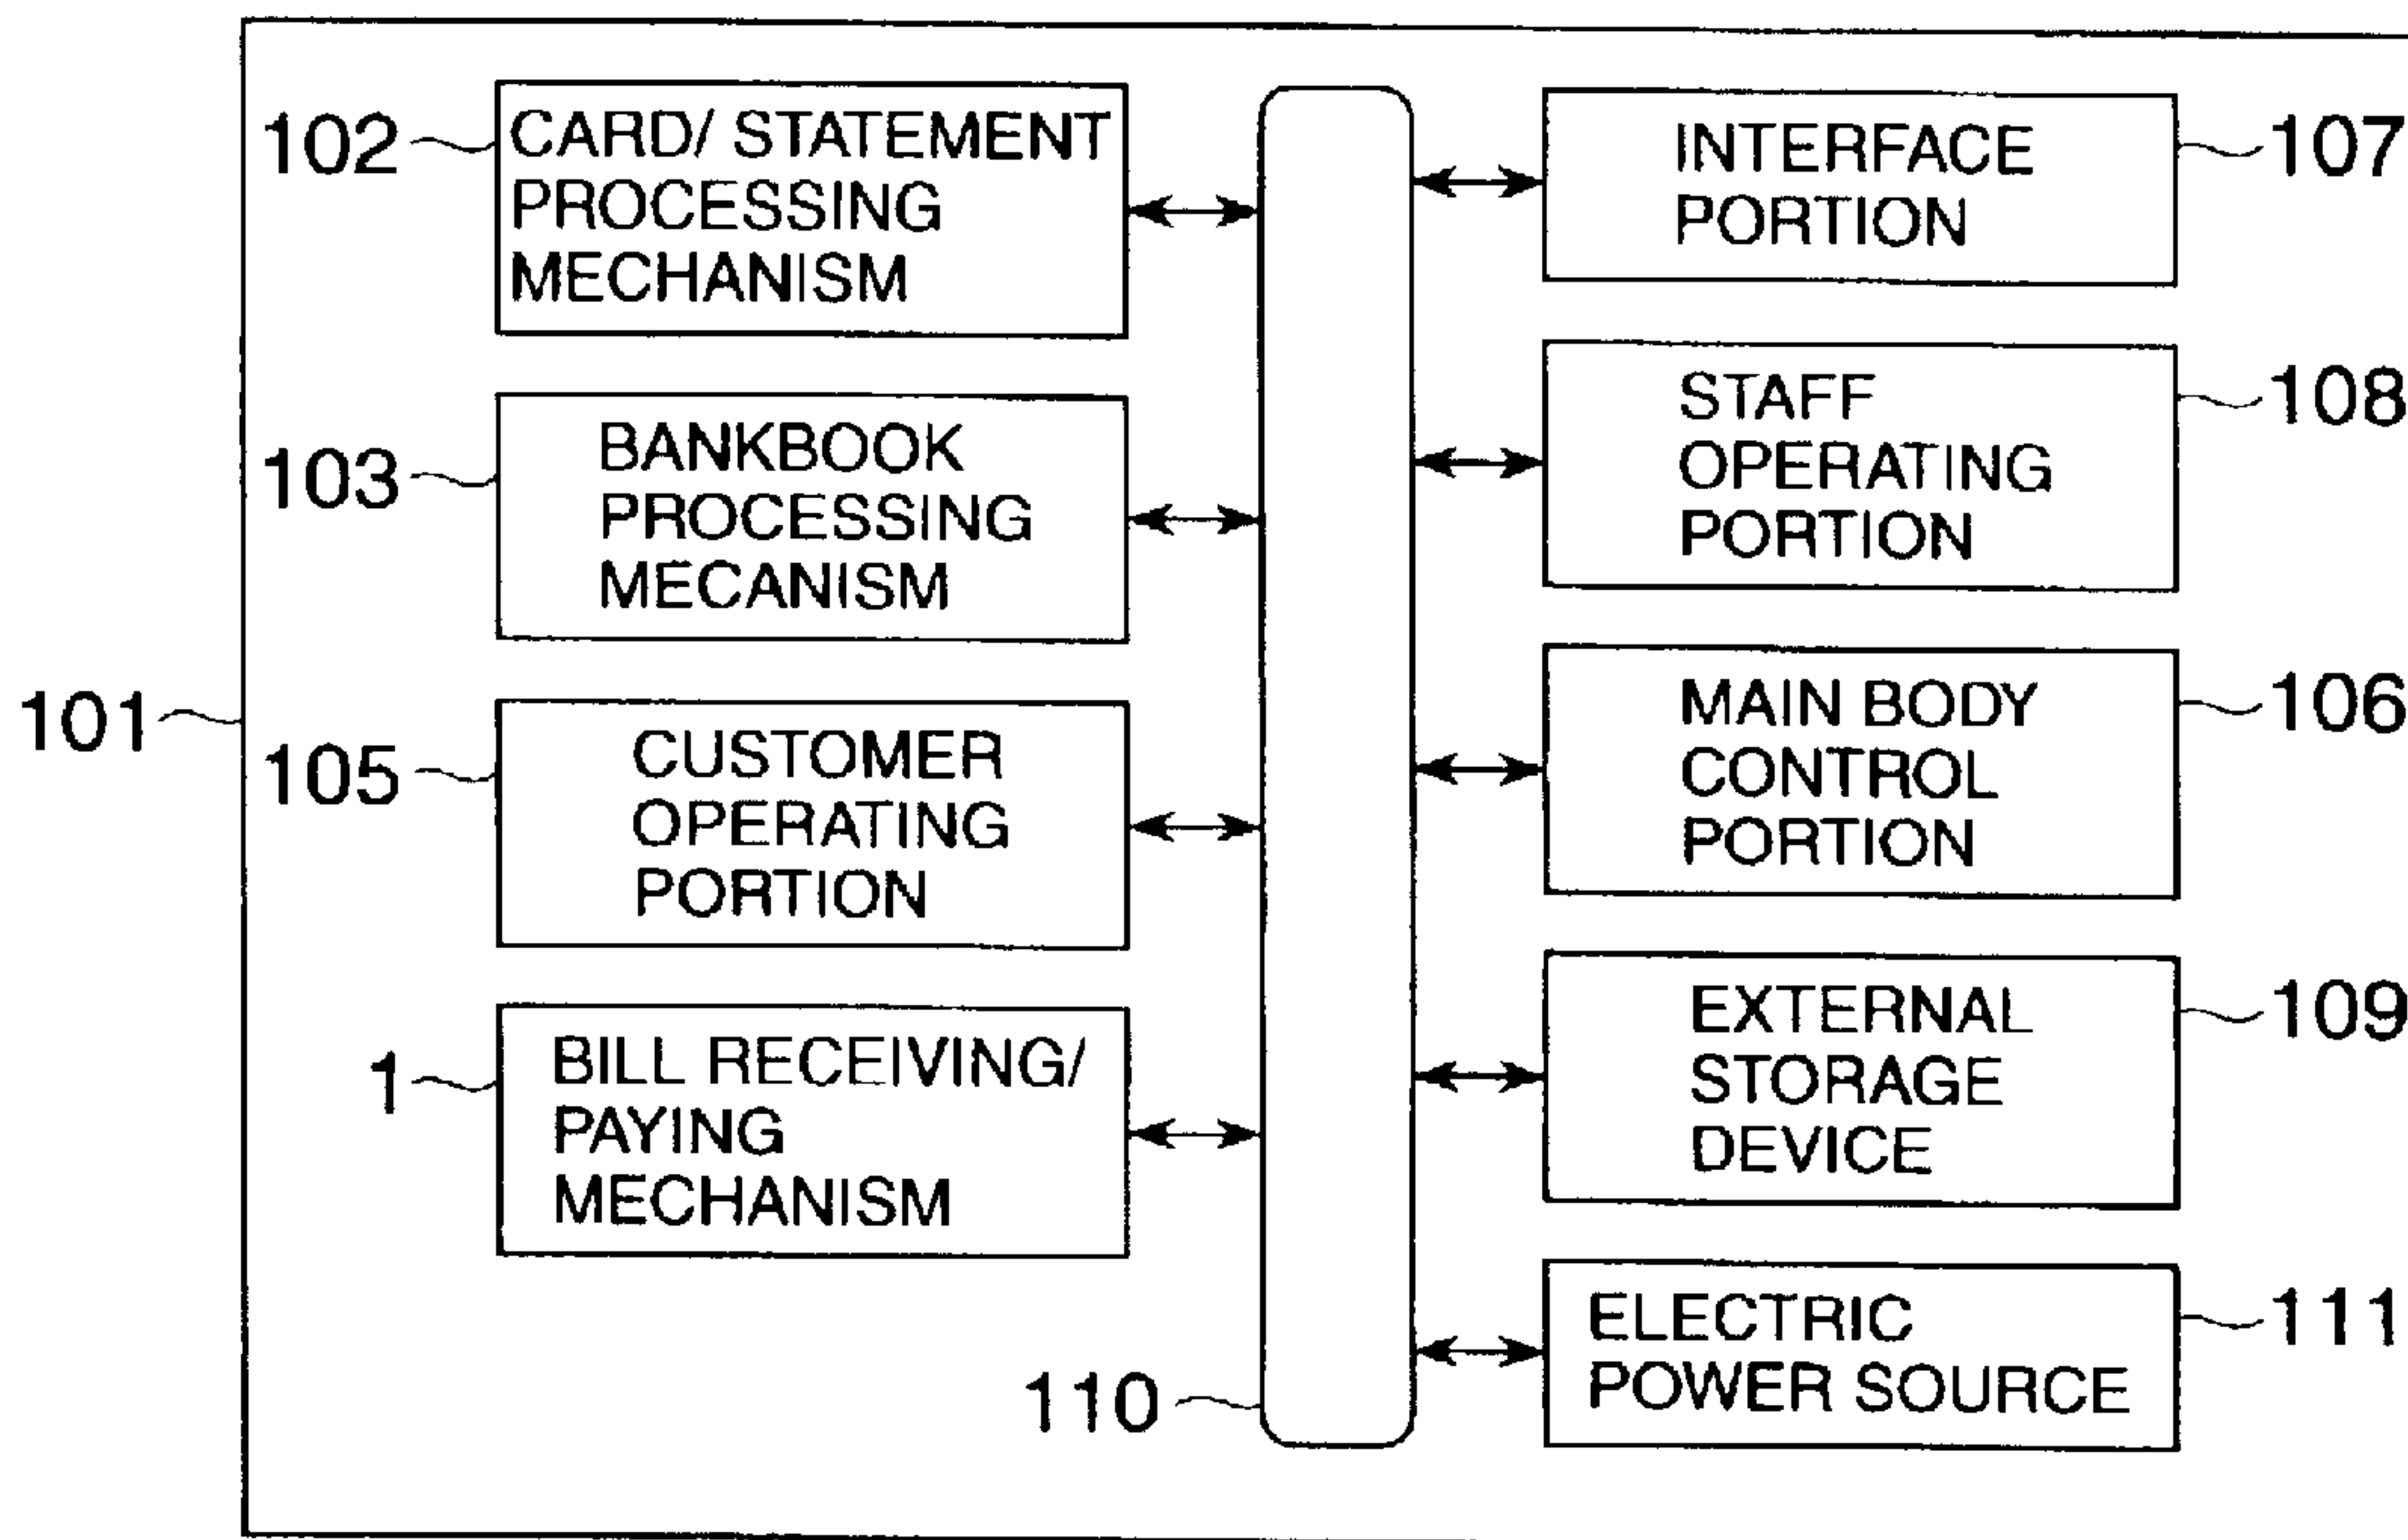 102
CARD/ STATEMENT
PROCESSING
MECHANISM
103
BANKBOOK
PROCESSING
MECANISM
101
105
CUSTOMER
OPERATING
PORTION
1
BILL RECEIVING/
PAYING
MECHANISM
110
INTERFACE
PORTION
107
STAFF
OPERATING
PORTION
108
MAIN BODY
CONTROL
PORTION
106
EXTERNAL
STORAGE
DEVICE
109
ELECTRIC
POWER SOURCE
111